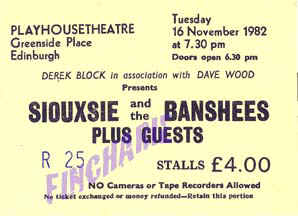 PLAYHOUSETHEATRE
Greenside Place
Edinburgh
Tuesday
16 November 1982
at 7.30 pm
Doors open 6.30 pm
DEREK BLOCK in association with DAVE WOOD
Presents
SIOUXSIE and the BANSHEES
PLUS GUESTS
R 25
STALLS £4.00
FINCHAM
NO Cameras or Tape Recorders Allowed
No ticket exchanged or money refunded—Retain this portion